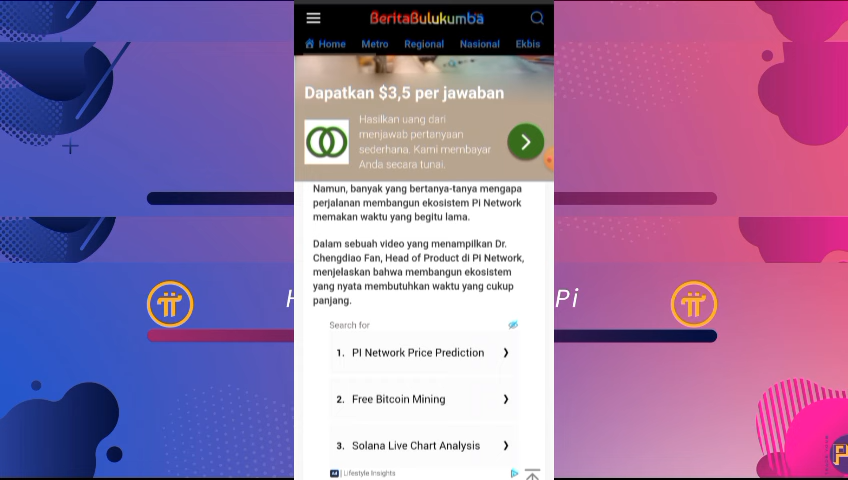 BeritaBulukumba
Home Metro Regional Nasional Ekbis
Dapatkan $3,5 per jawaban
Hasilkan uang dari
menjawab pertanyaan
sederhana. Kami membayar
Anda secara tunai.
Namun, banyak yang bertanya-tanya mengapa
perjalanan membangun ekosistem PI Network
memakan waktu yang begitu lama.
Dalam sebuah video yang menampilkan Dr.
Chengdiao Fan, Head of Product di PI Network,
menjelaskan bahwa membangun ekosistem
yang nyata membutuhkan waktu yang cukup
panjang.
H Pi
Search for
1. PI Network Price Prediction
2. Free Bitcoin Mining
3. Solana Live Chart Analysis
Ad Lifestyle Insights